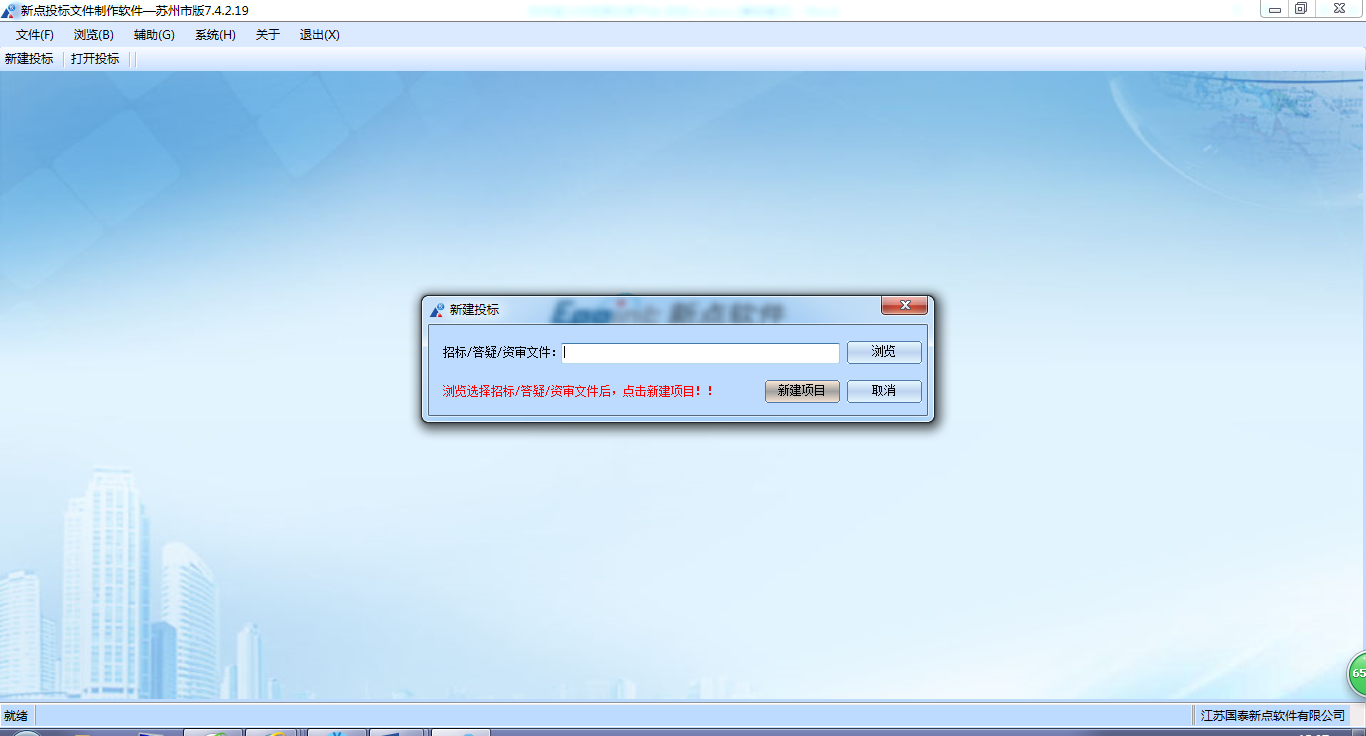 新点投标文件制作软件—苏州市版7.4.2.19
文件(F) 浏览(B) 辅助(G) 系统(H) 关于 退出(X)
新建投标 打开投标
新建投标
Epoint 新点软件
招标/答疑/资审文件： 浏览
浏览选择招标/答疑/资审文件后，点击新建项目！！ 新建项目 取消
65
就绪 江苏国泰新点软件有限公司